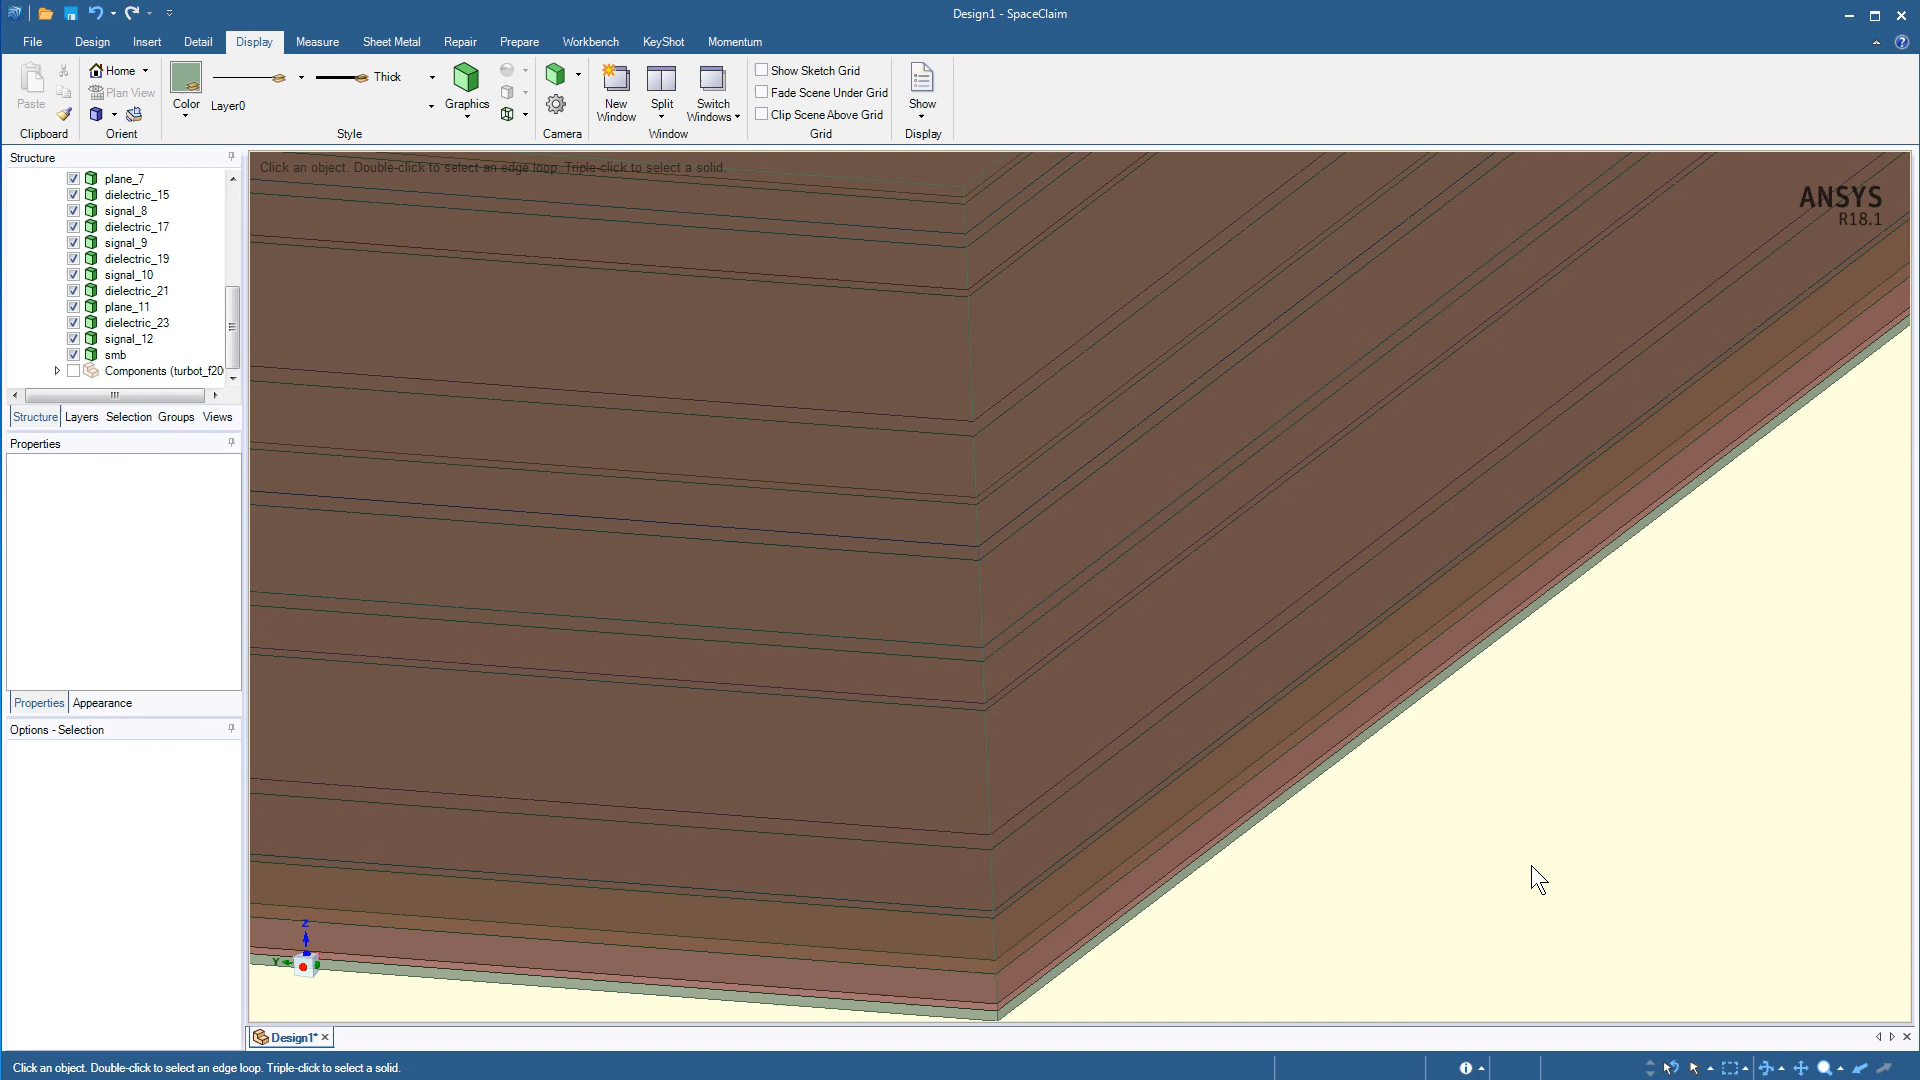 Design1 - SpaceClaim
File Design Insert Detail Display Measure Sheet Metal Repair Prepare Workbench KeyShot Momentum
Paste
Clipboard
Home
Plan View
Orient
Color
Layer0
Thick
Style
Graphics
Camera
New Window
Split
Switch Windows
Window
Show Sketch Grid
Fade Scene Under Grid
Clip Scene Above Grid
Grid
Show
Display
Structure
plane_7
dielectric_15
signal_8
dielectric_17
signal_9
dielectric_19
signal_10
dielectric_21
plane_11
dielectric_23
signal_12
smb
Components (turbot_f20
Structure Layers Selection Groups Views
Properties
Properties Appearance
Options - Selection
Click an object. Double-click to select an edge loop. Triple-click to select a solid.
ANSYS
R18.1
Z
Y
Design1*
Click an object. Double-click to select an edge loop. Triple-click to select a solid.